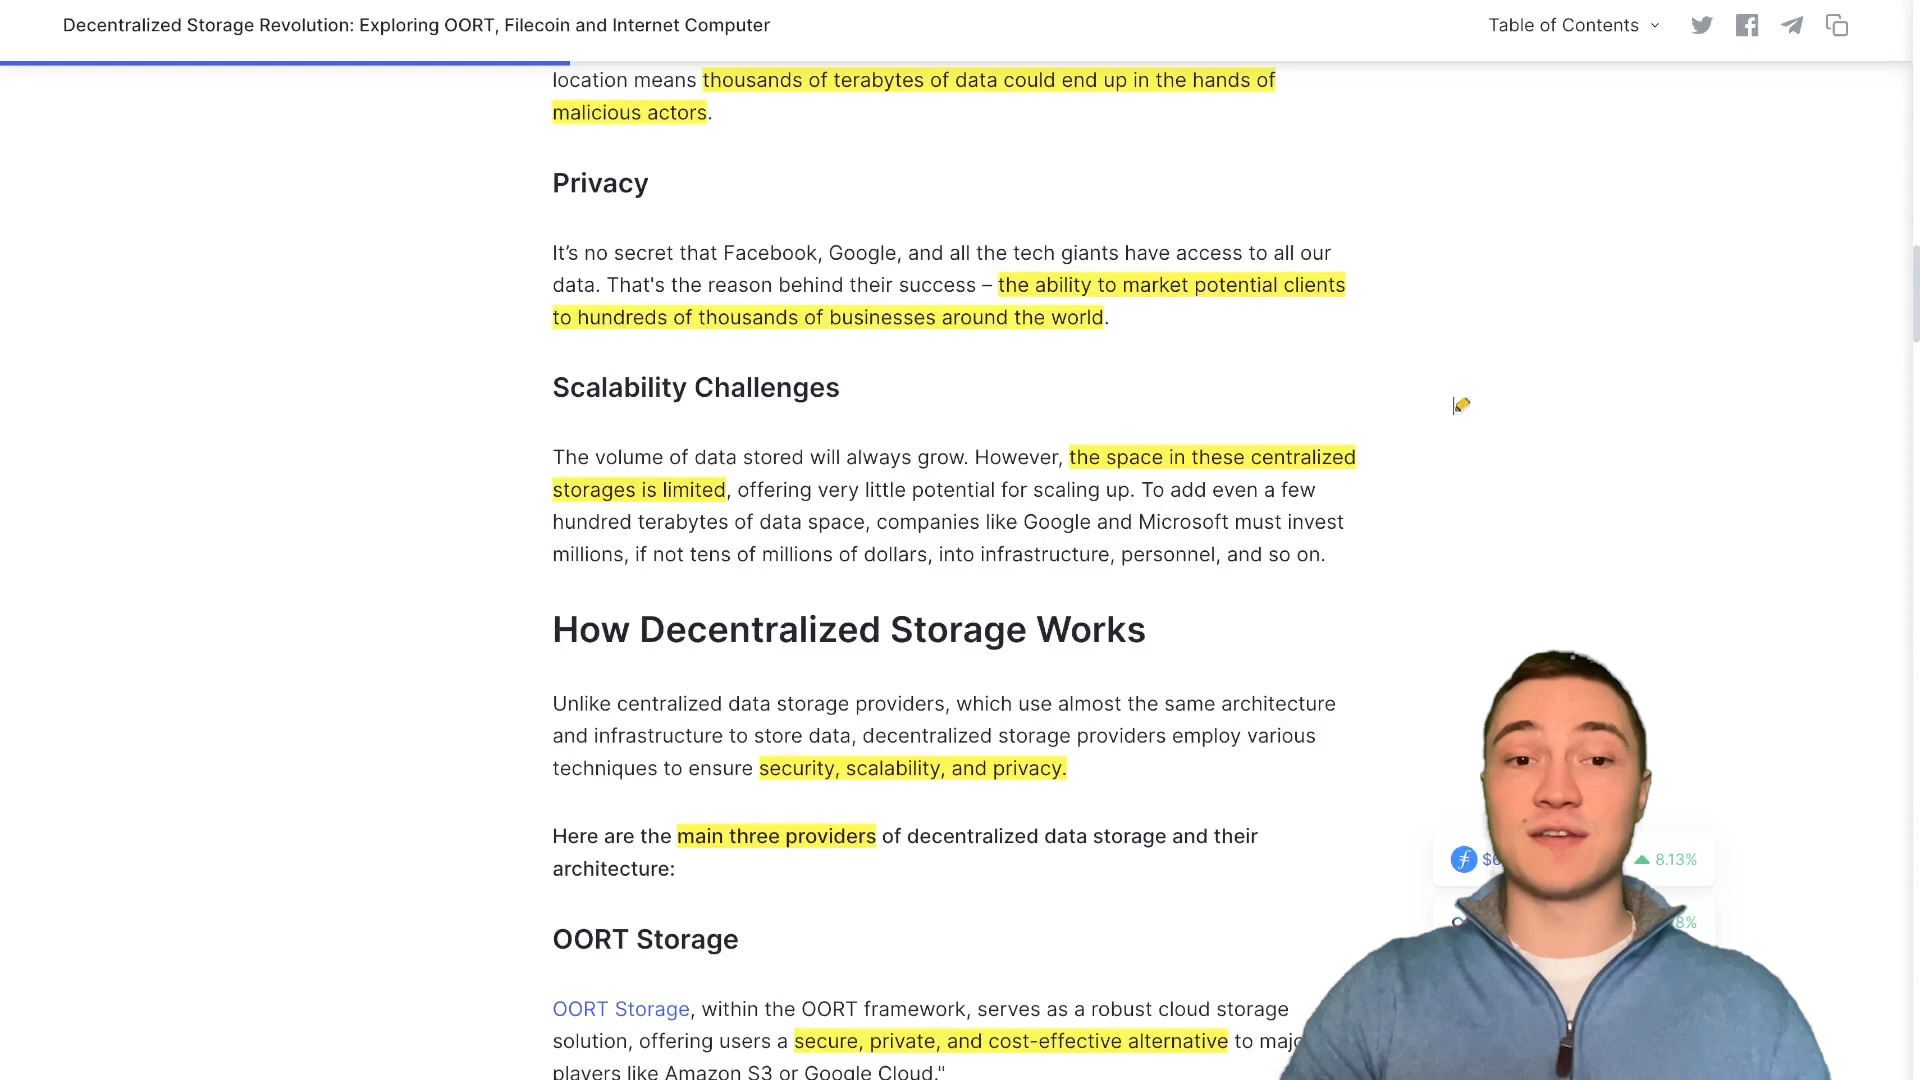 Decentralized Storage Revolution: Exploring OORT, Filecoin and Internet Computer
Table of Contents
location means thousands of terabytes of data could end up in the hands of
malicious actors.
Privacy
It’s no secret that Facebook, Google, and all the tech giants have access to all our
data. That's the reason behind their success – the ability to market potential clients
to hundreds of thousands of businesses around the world.
Scalability Challenges
The volume of data stored will always grow. However, the space in these centralized
storages is limited, offering very little potential for scaling up. To add even a few
hundred terabytes of data space, companies like Google and Microsoft must invest
millions, if not tens of millions of dollars, into infrastructure, personnel, and so on.
How Decentralized Storage Works
Unlike centralized data storage providers, which use almost the same architecture
and infrastructure to store data, decentralized storage providers employ various
techniques to ensure security, scalability, and privacy.
Here are the main three providers of decentralized data storage and their
architecture:
8.13%
8%
OORT Storage
OORT Storage, within the OORT framework, serves as a robust cloud storage
solution, offering users a secure, private, and cost-effective alternative to
players like Amazon S3 or Google Cloud."